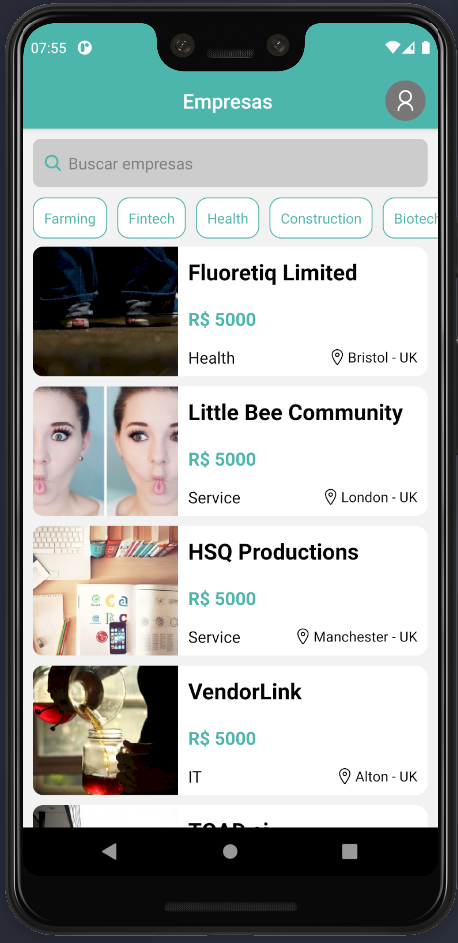 07:55
Empresas
Buscar empresas
Farming Fintech Health Construction Biotech
Fluoretiq Limited
R$ 5000
Health Bristol - UK
Little Bee Community
R$ 5000
Service London - UK
HSQ Productions
R$ 5000
Service Manchester - UK
VendorLink
R$ 5000
IT Alton - UK